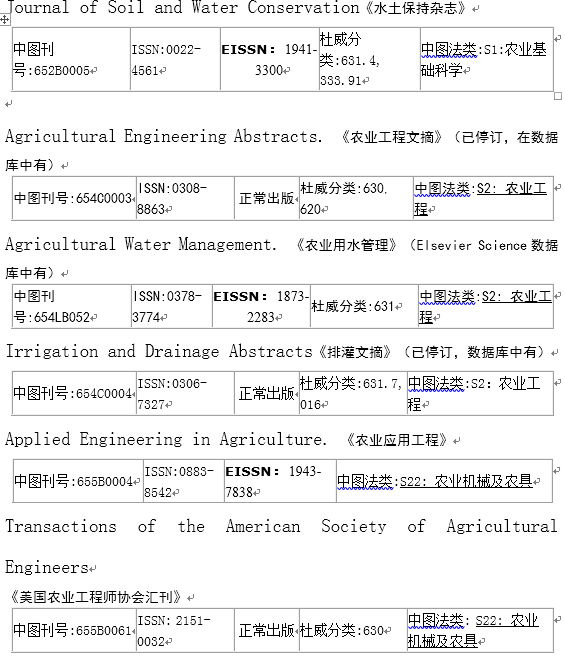 Journal of Soil and Water Conservation《水土保持杂志》
中图刊号:652B0005 ISSN:0022-4561 EISSN: 1941-3300 杜威分类:631.4, 333.91 中图法类:S1:农业基础科学
Agricultural Engineering Abstracts. 《农业工程文摘》（已停订，在数据
库中有）
中图刊号:654C0003 ISSN:0308-8863 正常出版 杜威分类:630, 620 中图法类:S2: 农业工程
Agricultural Water Management. 《农业用水管理》（Elsevier Science 数据
库中有）
中图刊号:654LB052 ISSN:0378-3774 EISSN: 1873-2283 杜威分类:631 中图法类:S2: 农业工程
Irrigation and Drainage Abstracts《排灌文摘》（已停订，数据库中有）
中图刊号:654C0004 ISSN:0306-7327 正常出版 杜威分类:631.7, 016 中图法类:S2: 农业工程
Applied Engineering in Agriculture. 《农业应用工程》
中图刊号:655B0004 ISSN:0883-8542 EISSN: 1943-7838 中图法类:S22: 农业机械及农具
Transactions of the American Society of Agricultural
Engineers
《美国农业工程师协会汇刊》
中图刊号:655B0061 ISSN: 2151-0032 正常出版 杜威分类:630 中图法类: S22: 农业机械及农具